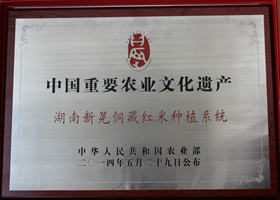 中国重要农业文化遗产
湖南新晃侗藏红米种植系统
中华人民共和国农业部
二〇一四年五月二十九日公布